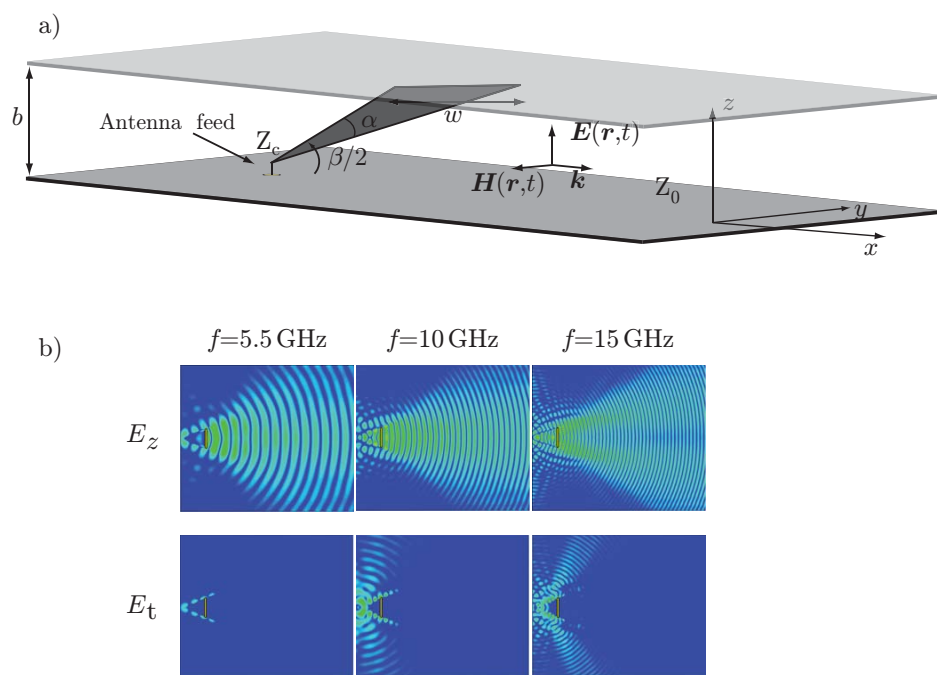 a)
b
Antenna feed
Z_c
α
β/2
w
E(r,t)
H(r,t)
k
Z_0
z
y
x
b)
f=5.5 GHz
f=10 GHz
f=15 GHz
E_z
E_t